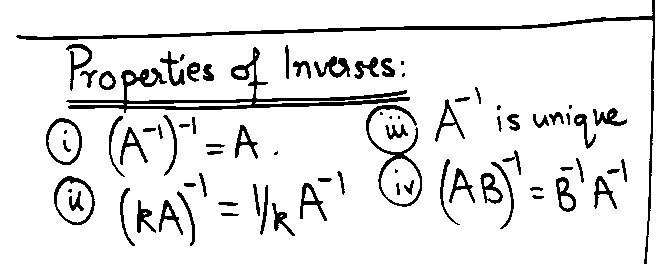 Properties of Inverses:
(i) (A⁻¹)⁻¹ = A.
(ii) (kA)⁻¹ = 1/k A⁻¹
(iii) A⁻¹ is unique
(iv) (AB)⁻¹ = B⁻¹A⁻¹